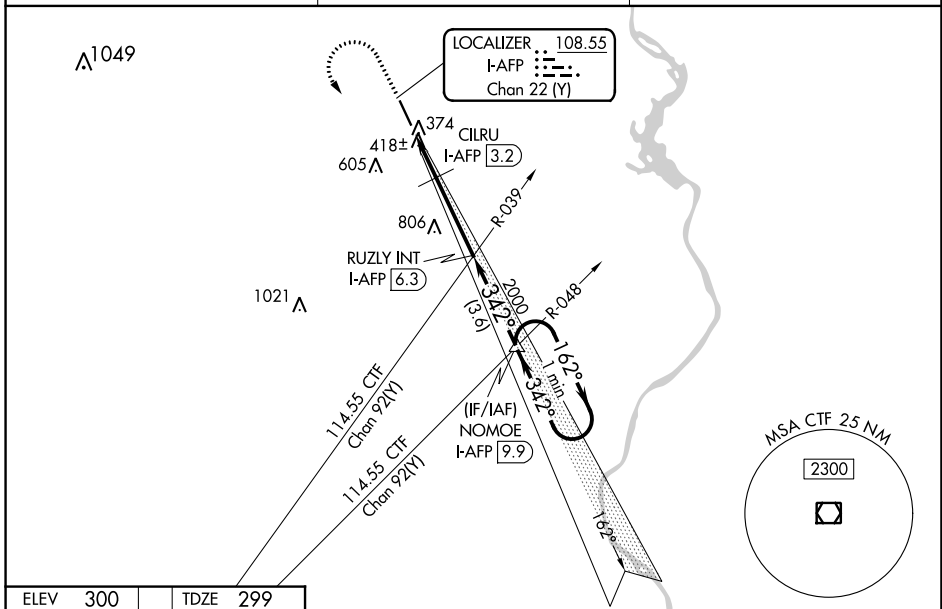 1049
LOCALIZER 108.55
I-AFP
Chan 22 (Y)
374
418±
CILRU
I-AFP 3.2
605
R-039
806
RUZLY INT
I-AFP 6.3
1021
2000
342°
(3.6)
R-048
162°
1 min
342°
(IF/IAF)
NOMOE
I-AFP 9.9
114.55 CTF
Chan 92(Y)
114.55 CTF
Chan 92(Y)
162°
MSA CTF 25 NM
2300
ELEV 300 TDZE 299